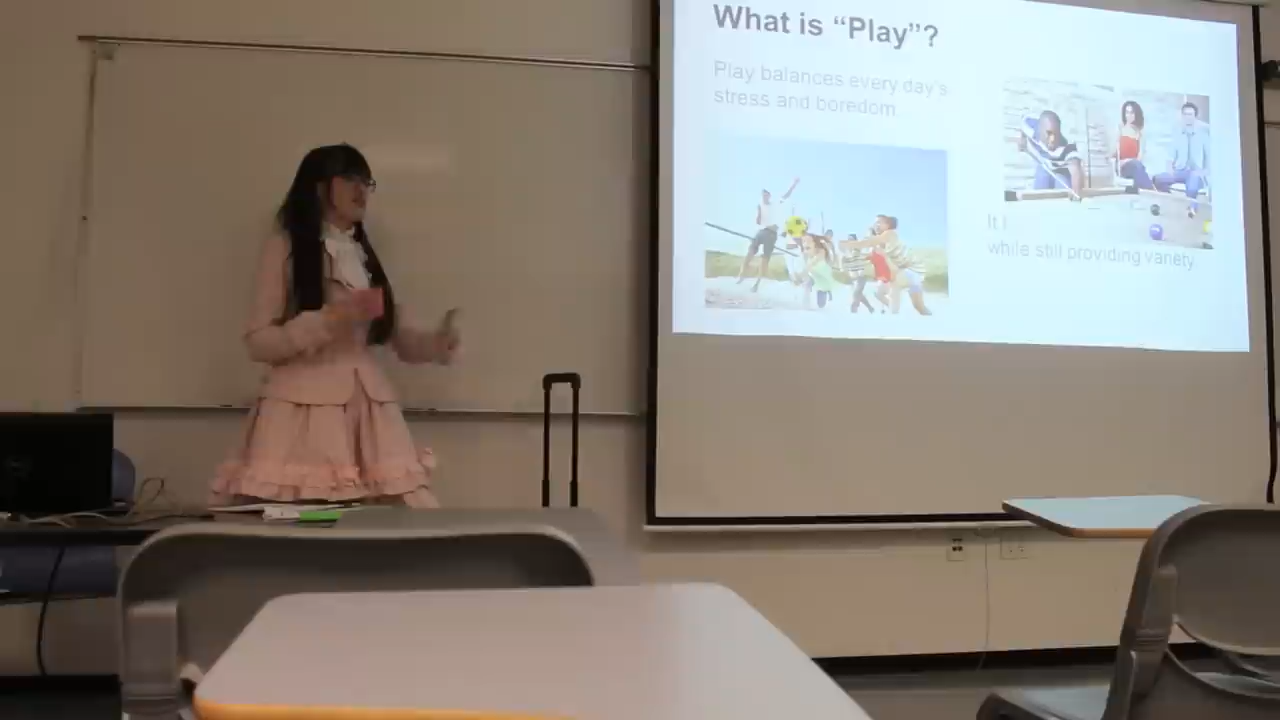 What is “Play”?
Play balances every day's
stress and boredom
It i
while still providing variety.